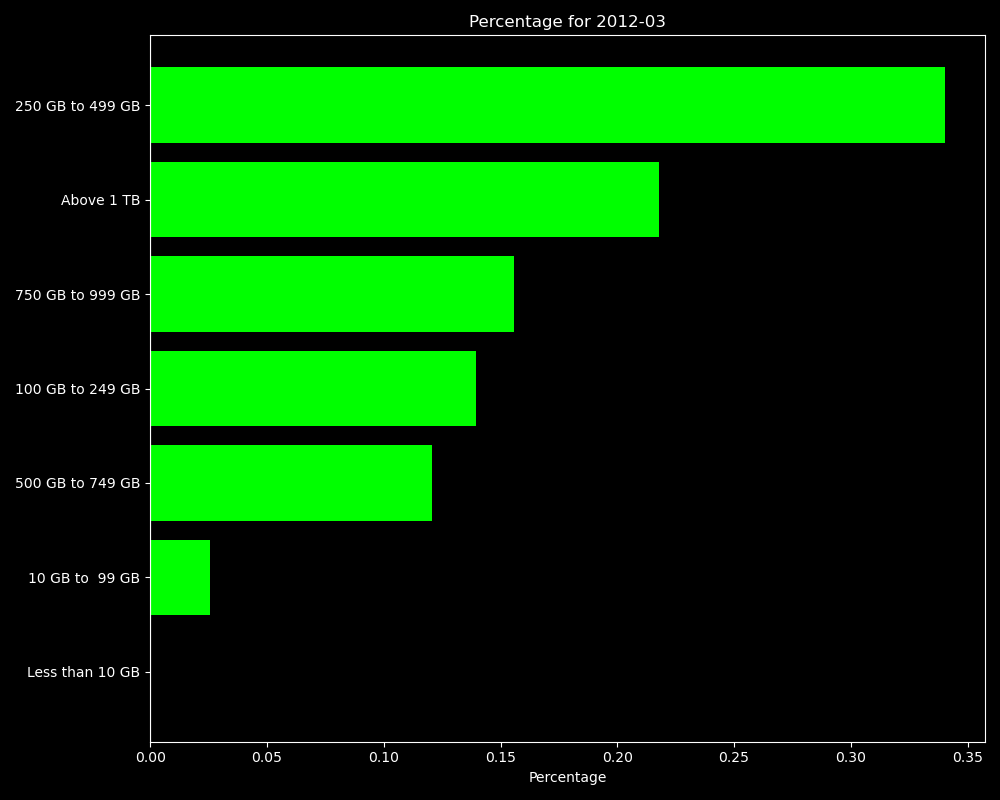 Percentage for 2012-03
250 GB to 499 GB
Above 1 TB
750 GB to 999 GB
100 GB to 249 GB
500 GB to 749 GB
10 GB to  99 GB
Less than 10 GB
0.00 0.05 0.10 0.15 0.20 0.25 0.30 0.35
Percentage